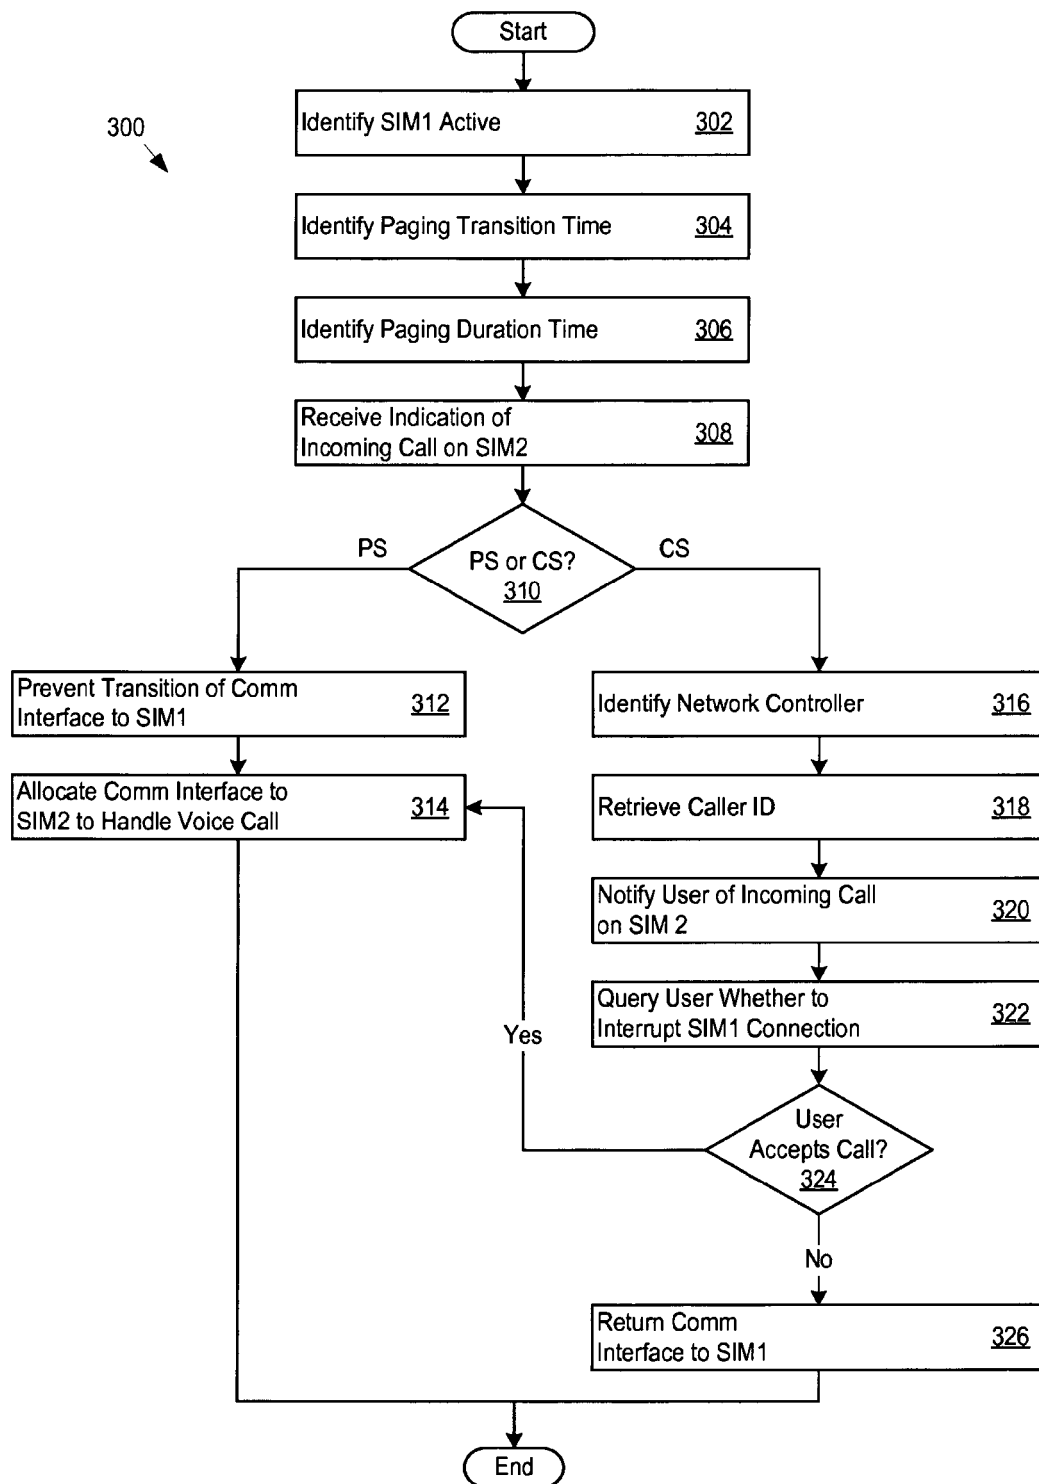 Start
300
Identify SIM1 Active 302
Identify Paging Transition Time 304
Identify Paging Duration Time 306
Receive Indication of
Incoming Call on SIM2 308
PS
PS or CS?
310
CS
Prevent Transition of Comm
Interface to SIM1 312
Allocate Comm Interface to
SIM2 to Handle Voice Call 314
Identify Network Controller 316
Retrieve Caller ID 318
Notify User of Incoming Call
on SIM 2 320
Query User Whether to
Interrupt SIM1 Connection 322
Yes
User
Accepts Call?
324
No
Return Comm
Interface to SIM1 326
End